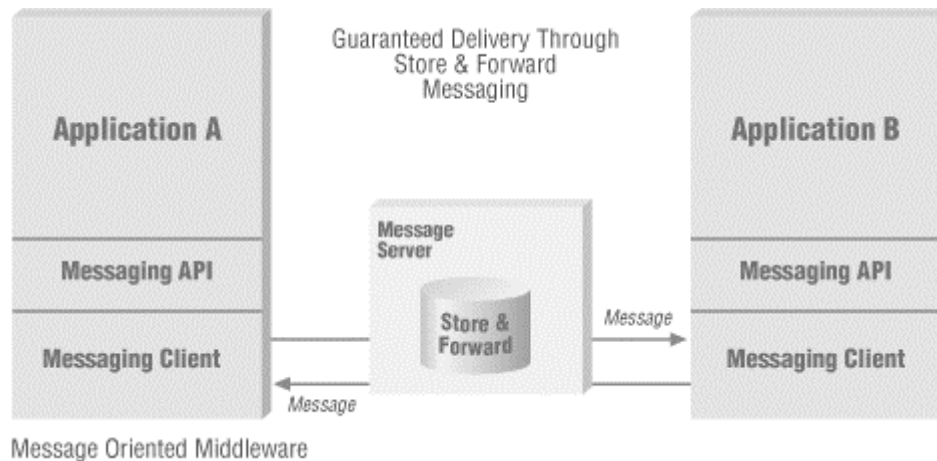 Guaranteed Delivery Through
Store & Forward
Messaging
Application A
Messaging API
Messaging Client
Message
Server
Store &
Forward
Message
Message
Application B
Messaging API
Messaging Client
Message Oriented Middleware